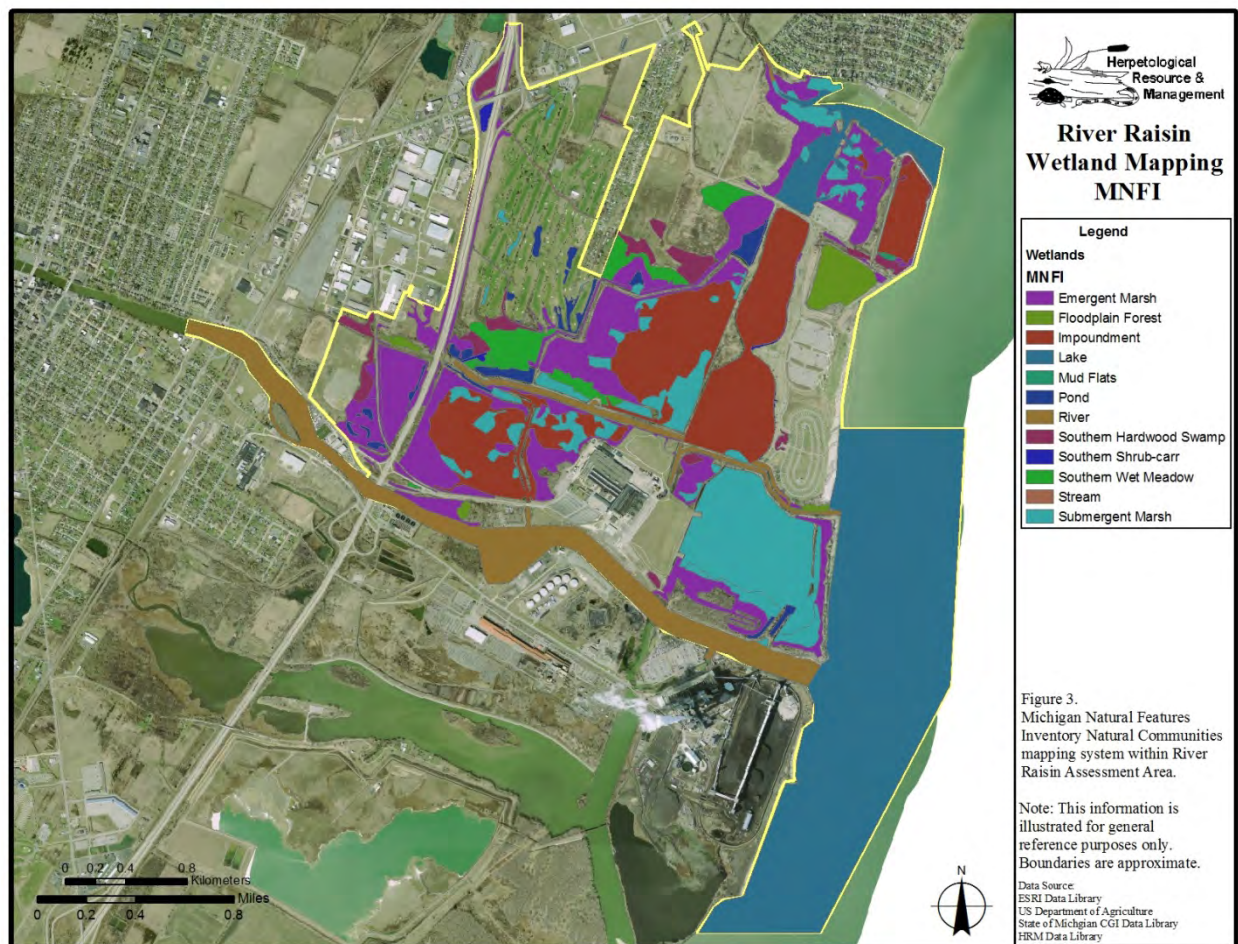 Herpetological
Resource &
Management
River Raisin
Wetland Mapping
MNFI
Legend
Wetlands
MNFI
Emergent Marsh
Floodplain Forest
Impoundment
Lake
Mud Flats
Pond
River
Southern Hardwood Swamp
Southern Shrub-carr
Southern Wet Meadow
Stream
Submergent Marsh
Figure 3.
Michigan Natural Features
Inventory Natural Communities
mapping system within River
Raisin Assessment Area.
Note: This information is
illustrated for general
reference purposes only.
Boundaries are approximate.
Data Source:
ESRI Data Library
US Department of Agriculture
State of Michgian CGI Data Library
HRM Data Library
N
0 0.2 0.4 0.8
Kilometers
Miles
0 0.2 0.4 0.8